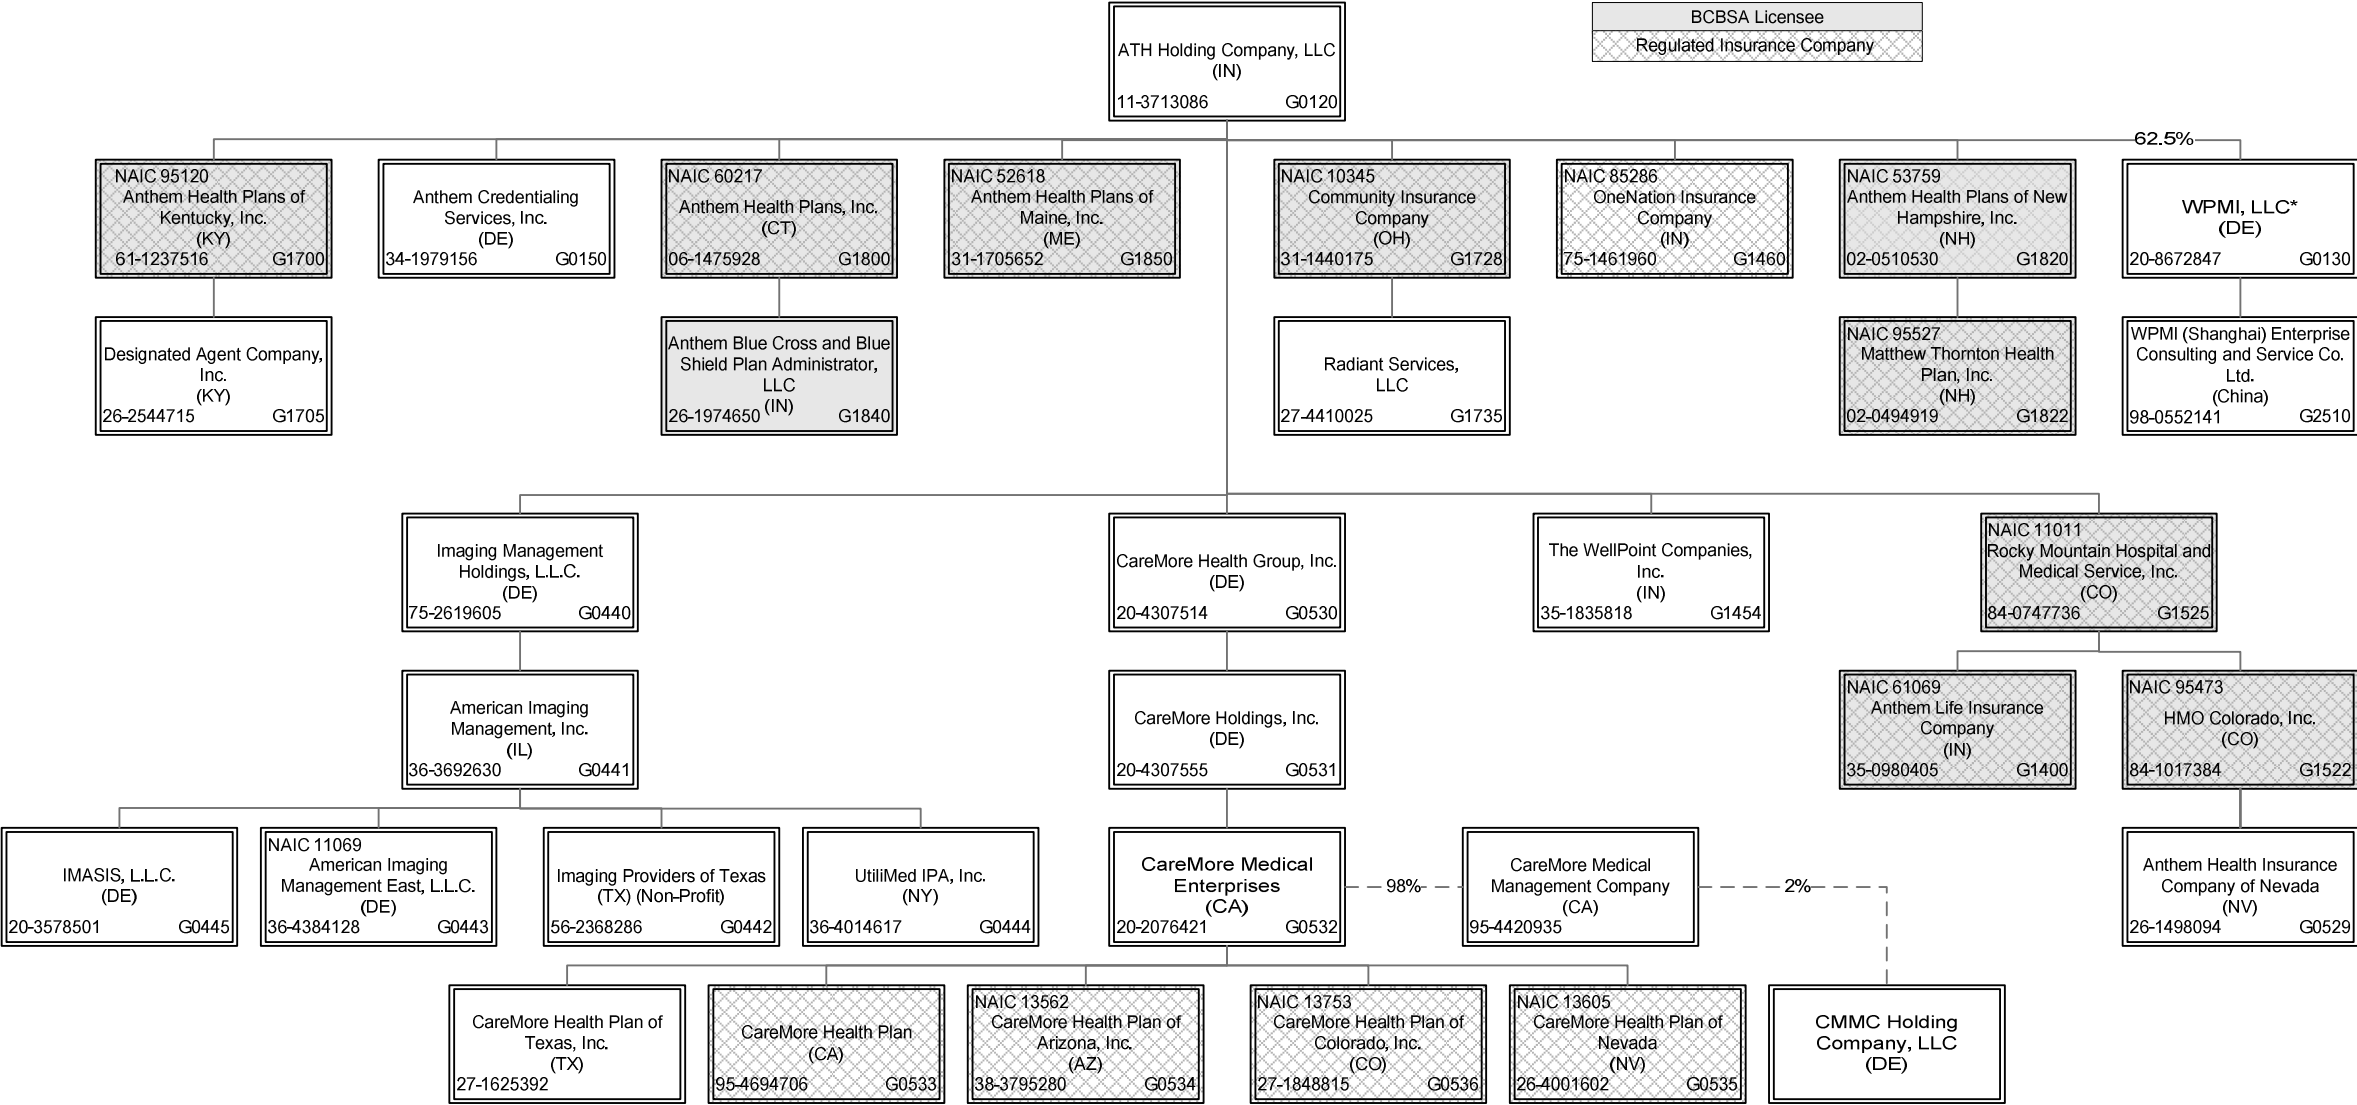 ATH Holding Company, LLC
(IN)
11-3713086 G0120
BCBSA Licensee
Regulated Insurance Company
62.5%
NAIC 95120
Anthem Health Plans of
Kentucky, Inc.
(KY)
61-1237516 G1700
Anthem Credentialing
Services, Inc.
(DE)
34-1979156 G0150
NAIC 60217
Anthem Health Plans, Inc.
(CT)
06-1475928 G1800
NAIC 52618
Anthem Health Plans of
Maine, Inc.
(ME)
31-1705652 G1850
NAIC 10345
Community Insurance
Company
(OH)
31-1440175 G1728
NAIC 85286
OneNation Insurance
Company
(IN)
75-1461960 G1460
NAIC 53759
Anthem Health Plans of New
Hampshire, Inc.
(NH)
02-0510530 G1820
WPMI, LLC*
(DE)
20-8672847 G0130
Designated Agent Company,
Inc.
(KY)
26-2544715 G1705
Anthem Blue Cross and Blue
Shield Plan Administrator,
LLC
(IN)
26-1974650 G1840
Radiant Services,
LLC
27-4410025 G1735
NAIC 95527
Matthew Thornton Health
Plan, Inc.
(NH)
02-0494919 G1822
WPMI (Shanghai) Enterprise
Consulting and Service Co.
Ltd.
(China)
98-0552141 G2510
Imaging Management
Holdings, L.L.C.
(DE)
75-2619605 G0440
CareMore Health Group, Inc.
(DE)
20-4307514 G0530
The WellPoint Companies,
Inc.
(IN)
35-1835818 G1454
NAIC 11011
Rocky Mountain Hospital and
Medical Service, Inc.
(CO)
84-0747736 G1525
American Imaging
Management, Inc.
(IL)
36-3692630 G0441
CareMore Holdings, Inc.
(DE)
20-4307555 G0531
NAIC 61069
Anthem Life Insurance
Company
(IN)
35-0980405 G1400
NAIC 95473
HMO Colorado, Inc.
(CO)
84-1017384 G1522
IMASIS, L.L.C.
(DE)
20-3578501 G0445
NAIC 11069
American Imaging
Management East, L.L.C.
(DE)
36-4384128 G0443
Imaging Providers of Texas
(TX) (Non-Profit)
56-2368286 G0442
UtiliMed IPA, Inc.
(NY)
36-4014617 G0444
CareMore Medical
Enterprises
(CA)
20-2076421 G0532
98%
CareMore Medical
Management Company
(CA)
95-4420935
2%
Anthem Health Insurance
Company of Nevada
(NV)
26-1498094 G0529
CareMore Health Plan of
Texas, Inc.
(TX)
27-1625392
CareMore Health Plan
(CA)
95-4694706 G0533
NAIC 13562
CareMore Health Plan of
Arizona, Inc.
(AZ)
38-3795280 G0534
NAIC 13753
CareMore Health Plan of
Colorado, Inc.
(CO)
27-1848815 G0536
NAIC 13605
CareMore Health Plan of
Nevada
(NV)
26-4001602 G0535
CMMC Holding
Company, LLC
(DE)